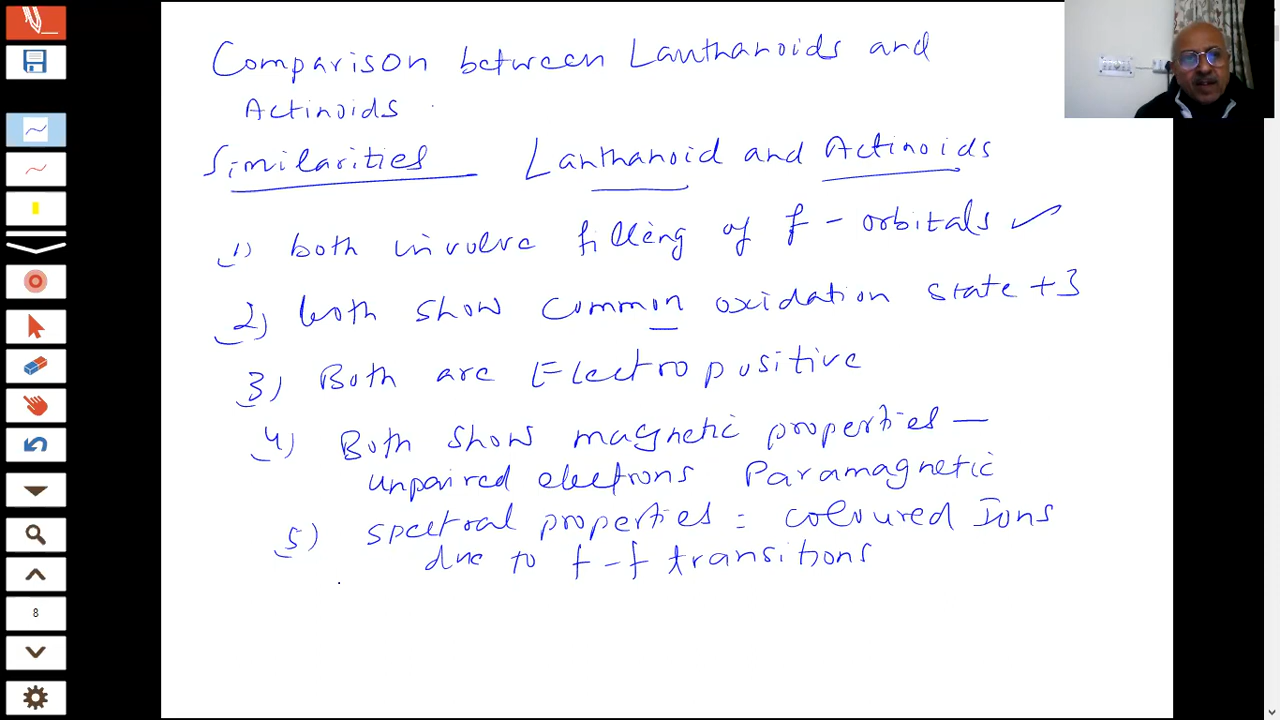 Comparison between Lanthanoids and
Actinoids
Similarities Lanthanoid and Actinoids
1) both involve filling of f - orbitals ✓
2) both show common oxidation state +3
3) Both are Electropositive
4) Both show magnetic properties —
unpaired electrons Paramagnetic
5) spectral properties = coloured Ions
due to f-f transitions
8